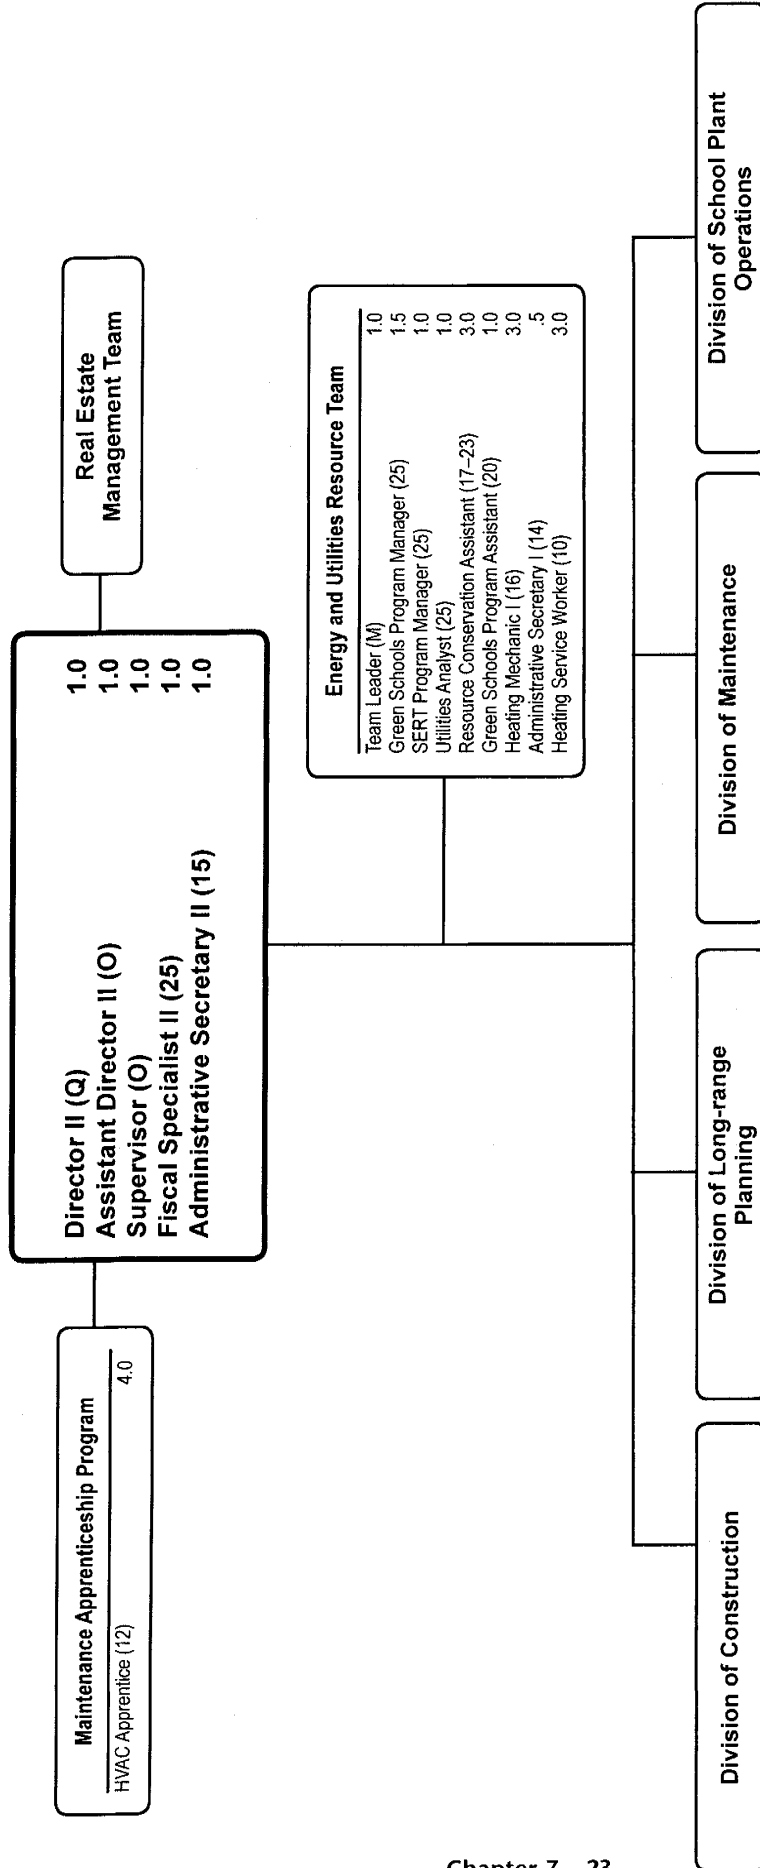 Director II (Q) 1.0
Assistant Director II (O) 1.0
Supervisor (O) 1.0
Fiscal Specialist II (25) 1.0
Administrative Secretary II (15) 1.0
Maintenance Apprenticeship Program
HVAC Apprentice (12) 4.0
Real Estate
Management Team
Energy and Utilities Resource Team
Team Leader (M) 1.0
Green Schools Program Manager (25) 1.5
SERT Program Manager (25) 1.0
Utilities Analyst (25) 1.0
Resource Conservation Assistant (17–23) 3.0
Green Schools Program Assistant (20) 1.0
Heating Mechanic I (16) 3.0
Administrative Secretary I (14) .5
Heating Service Worker (10) 3.0
Division of Construction
Division of Long-range
Planning
Division of Maintenance
Division of School Plant
Operations
Chapter 7 23